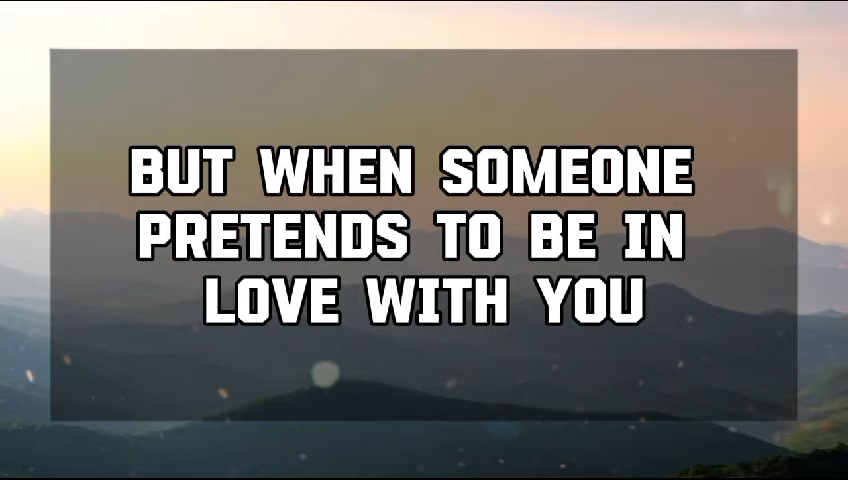 BUT WHEN SOMEONE
PRETENDS TO BE IN
LOVE WITH YOU